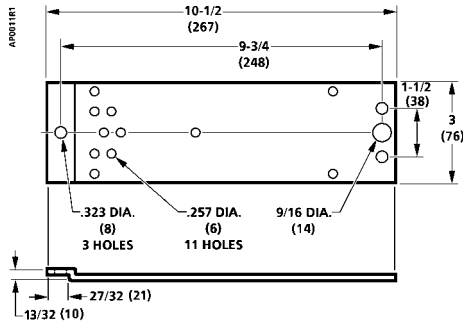 AP0011R1
10-1/2
(267)
9-3/4
(248)
1-1/2
(38)
3
(76)
.323 DIA.
(8)
3 HOLES
.257 DIA.
(6)
11 HOLES
9/16 DIA.
(14)
27/32 (21)
13/32 (10)